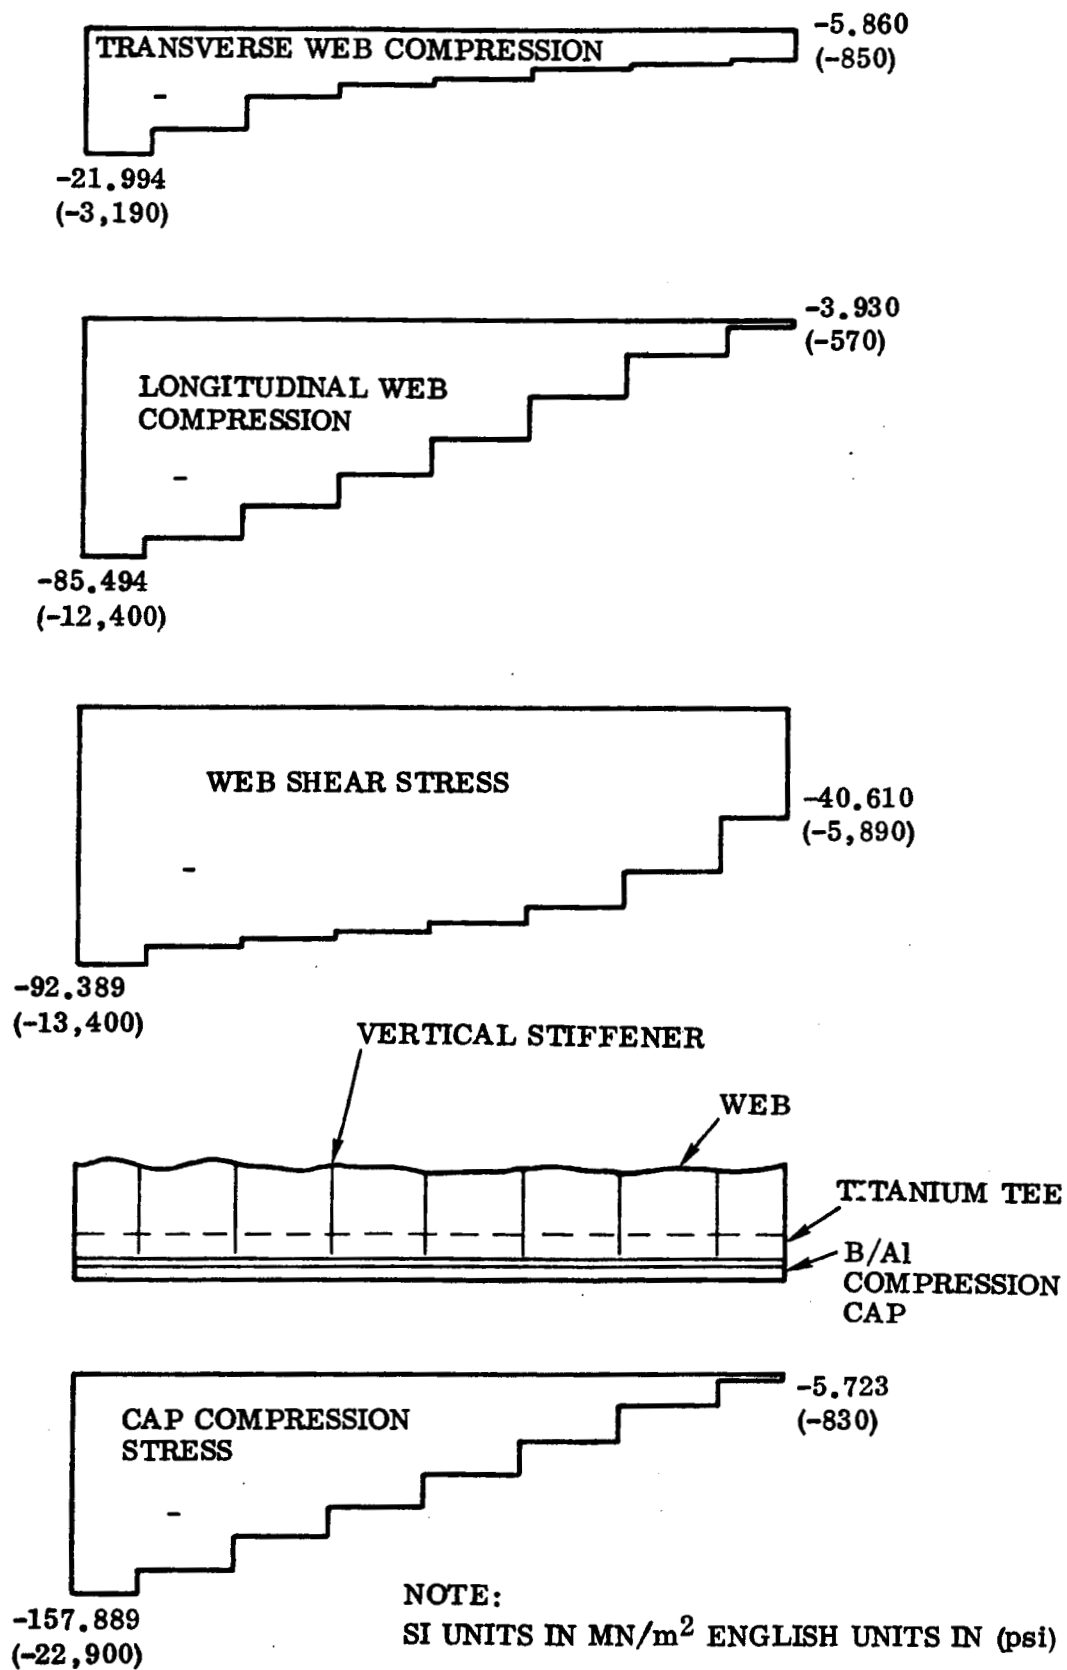 -5.860
(-850)
TRANSVERSE WEB COMPRESSION
-
-21.994
(-3,190)
-3.930
(-570)
LONGITUDINAL WEB
COMPRESSION
-
-85.494
(-12,400)
WEB SHEAR STRESS
-40.610
(-5,890)
-
-92.389
(-13,400)
VERTICAL STIFFENER
WEB
TITANIUM TEE
B/Al
COMPRESSION
CAP
-5.723
(-830)
CAP COMPRESSION
STRESS
-
-157.889
(-22,900)
NOTE:
SI UNITS IN MN/m² ENGLISH UNITS IN (psi)